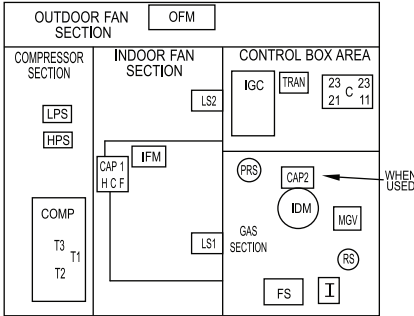 OUTDOOR FAN
SECTION
OFM
COMPRESSOR
SECTION
LPS
HPS
COMP
T3
T1
T2
INDOOR FAN
SECTION
LS2
IFM
CAP 1
H C F
LS1
CONTROL BOX AREA
IGC
TRAN
23 C 23
21 11
PRS
CAP2
WHEN
USED
IDM
MGV
GAS
SECTION
RS
FS
I